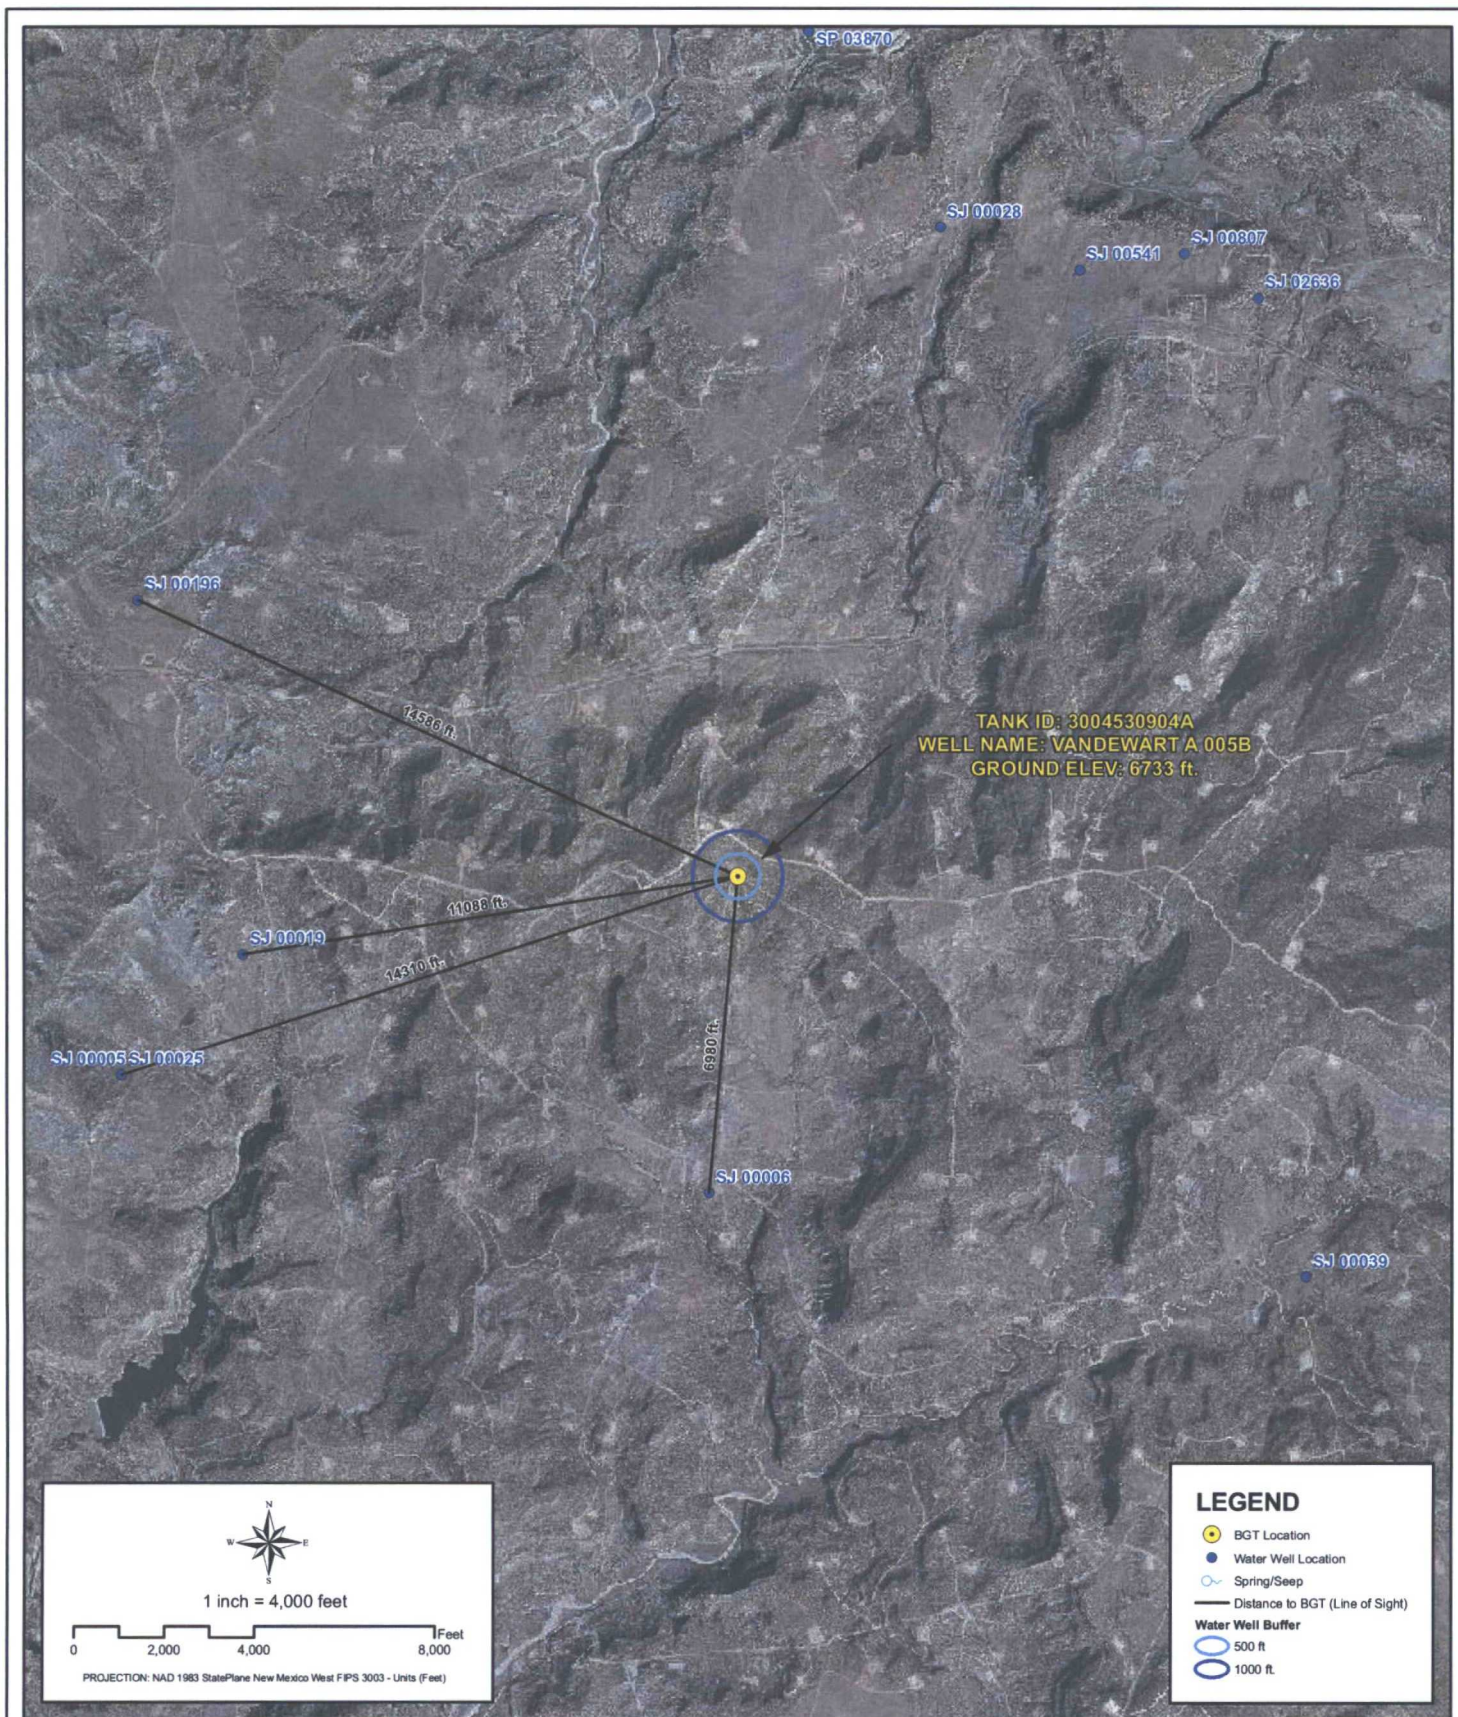 SP 03870
SJ 00028
SJ 00807
SJ 00541
SJ 02636
SJ 00196
14586 ft.
TANK ID: 3004530904A
WELL NAME: VANDEWART A 005B
GROUND ELEV: 6733 ft.
11088 ft.
SJ 00019
14310 ft.
6980 ft.
SJ 00005 SJ 00025
SJ 00006
SJ 00039
N
W E
S
1 inch = 4,000 feet
Feet
0 2,000 4,000 8,000
PROJECTION: NAD 1983 StatePlane New Mexico West FIPS 3003 - Units (Feet)
LEGEND
BGT Location
Water Well Location
Spring/Seep
Distance to BGT (Line of Sight)
Water Well Buffer
500 ft
1000 ft.